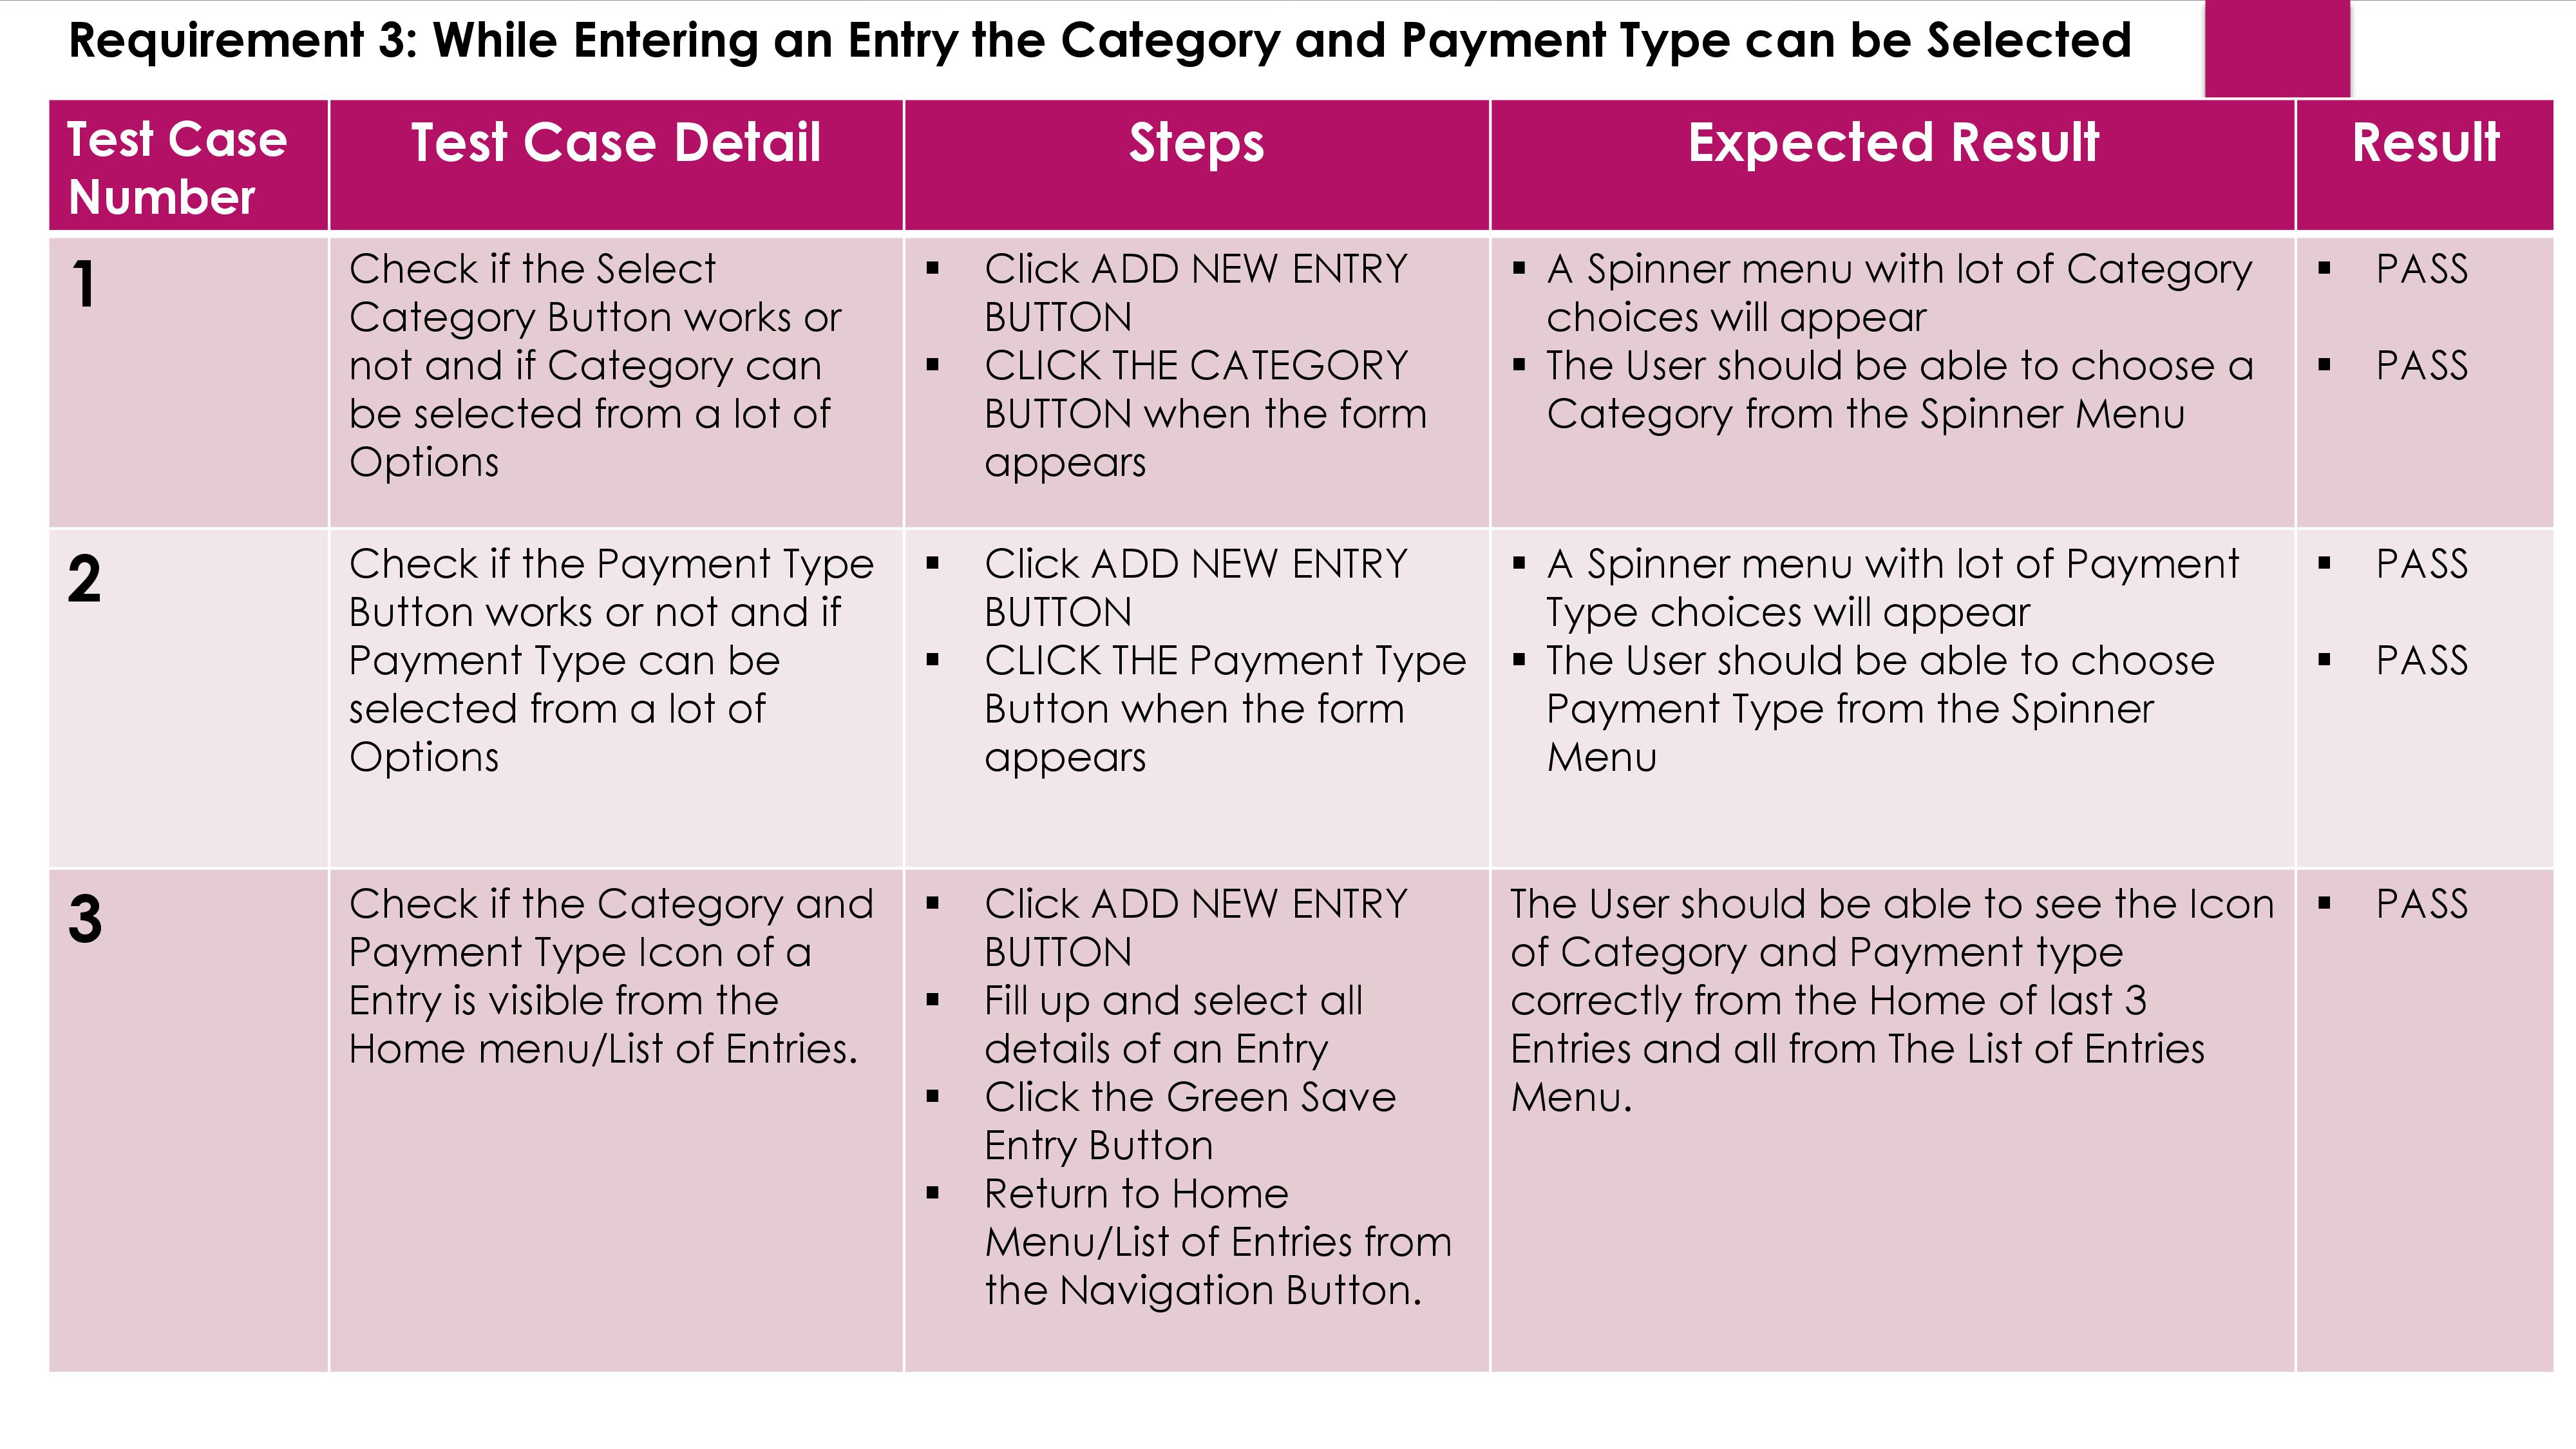 Requirement 3: While Entering an Entry the Category and Payment Type can be Selected
Test Case
Number
Test Case Detail
Steps
Expected Result
Result
1
Check if the Select
Category Button works or
not and if Category can
be selected from a lot of
Options
▪ Click ADD NEW ENTRY
BUTTON
▪ CLICK THE CATEGORY
BUTTON when the form
appears
▪ A Spinner menu with lot of Category
choices will appear
▪ The User should be able to choose a
Category from the Spinner Menu
▪ PASS
▪ PASS
2
Check if the Payment Type
Button works or not and if
Payment Type can be
selected from a lot of
Options
▪ Click ADD NEW ENTRY
BUTTON
▪ CLICK THE Payment Type
Button when the form
appears
▪ A Spinner menu with lot of Payment
Type choices will appear
▪ The User should be able to choose
Payment Type from the Spinner
Menu
▪ PASS
▪ PASS
3
Check if the Category and
Payment Type Icon of a
Entry is visible from the
Home menu/List of Entries.
▪ Click ADD NEW ENTRY
BUTTON
▪ Fill up and select all
details of an Entry
▪ Click the Green Save
Entry Button
▪ Return to Home
Menu/List of Entries from
the Navigation Button.
The User should be able to see the Icon
of Category and Payment type
correctly from the Home of last 3
Entries and all from The List of Entries
Menu.
▪ PASS